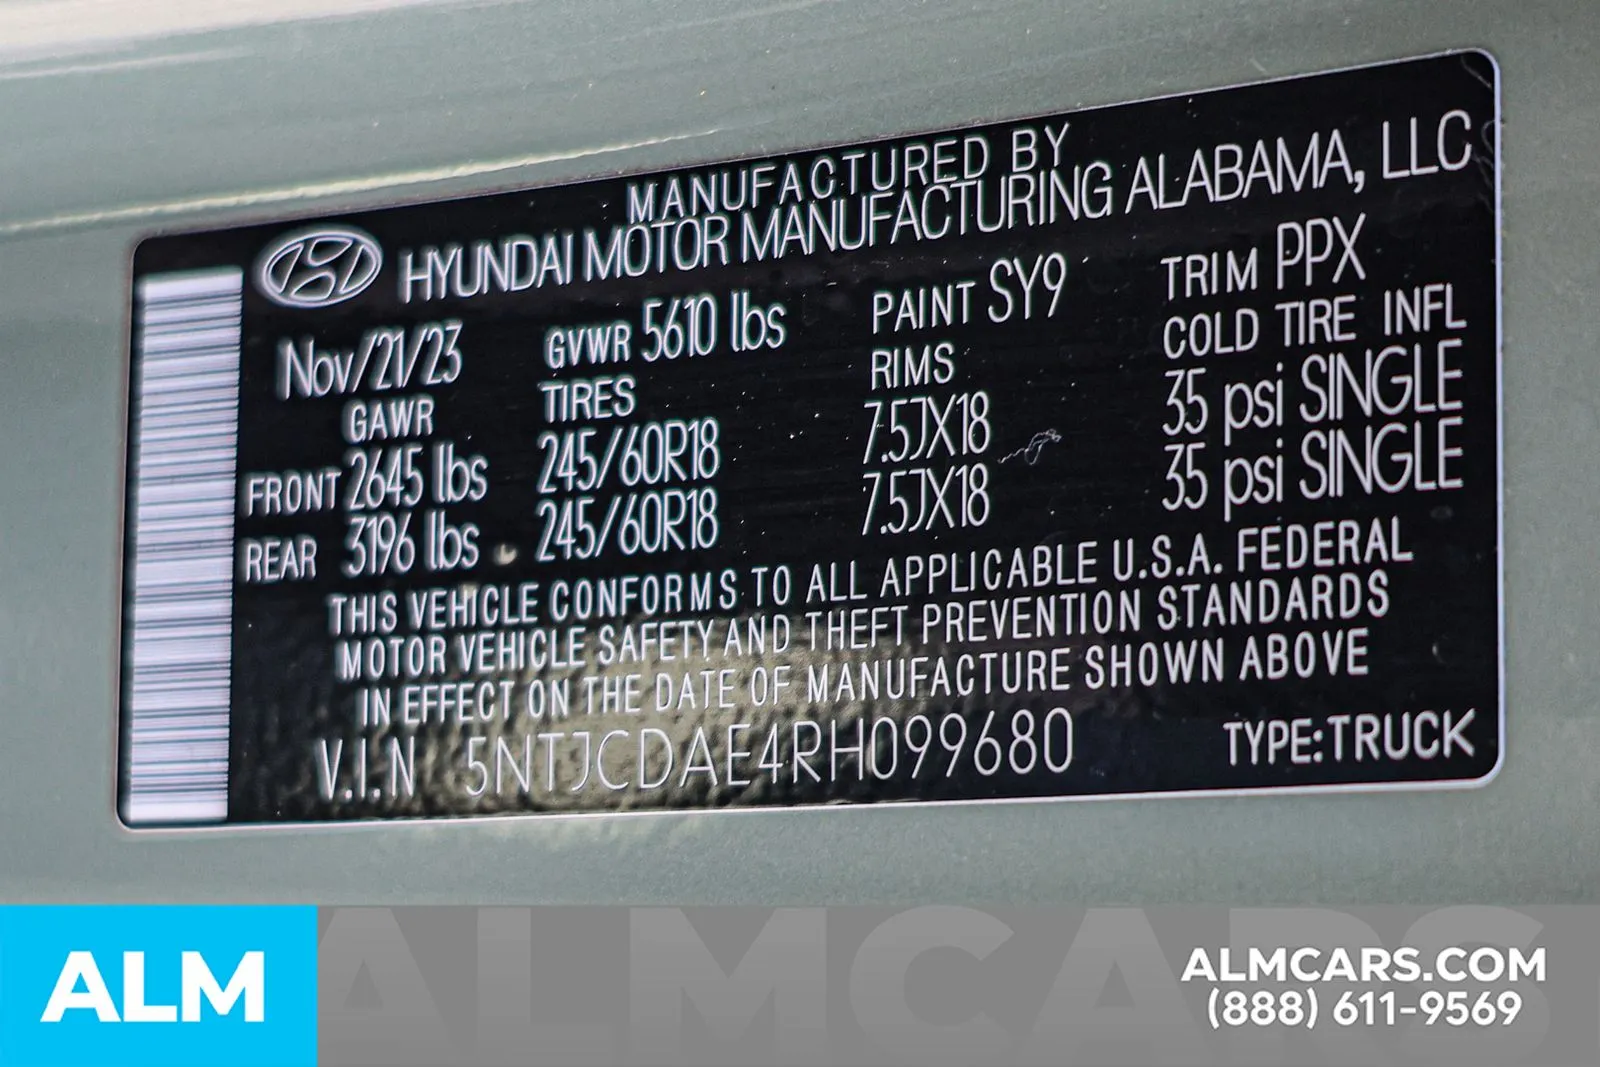 MANUFACTURED BY
HYUNDAI MOTOR MANUFACTURING ALABAMA, LLC
Nov/21/23 GVWR 5610 lbs PAINT SY9 TRIM PPX
GAWR TIRES RIMS COLD TIRE INFL
FRONT 2645 lbs 245/60R18 7.5JX18 35 psi SINGLE
REAR 3196 lbs 245/60R18 7.5JX18 35 psi SINGLE
THIS VEHICLE CONFORMS TO ALL APPLICABLE U.S.A. FEDERAL
MOTOR VEHICLE SAFETY AND THEFT PREVENTION STANDARDS
IN EFFECT ON THE DATE OF MANUFACTURE SHOWN ABOVE
V.I.N 5NTJCDAE4RH099680 TYPE:TRUCK
ALM
ALMCARS
ALMCARS.COM
(888) 611-9569